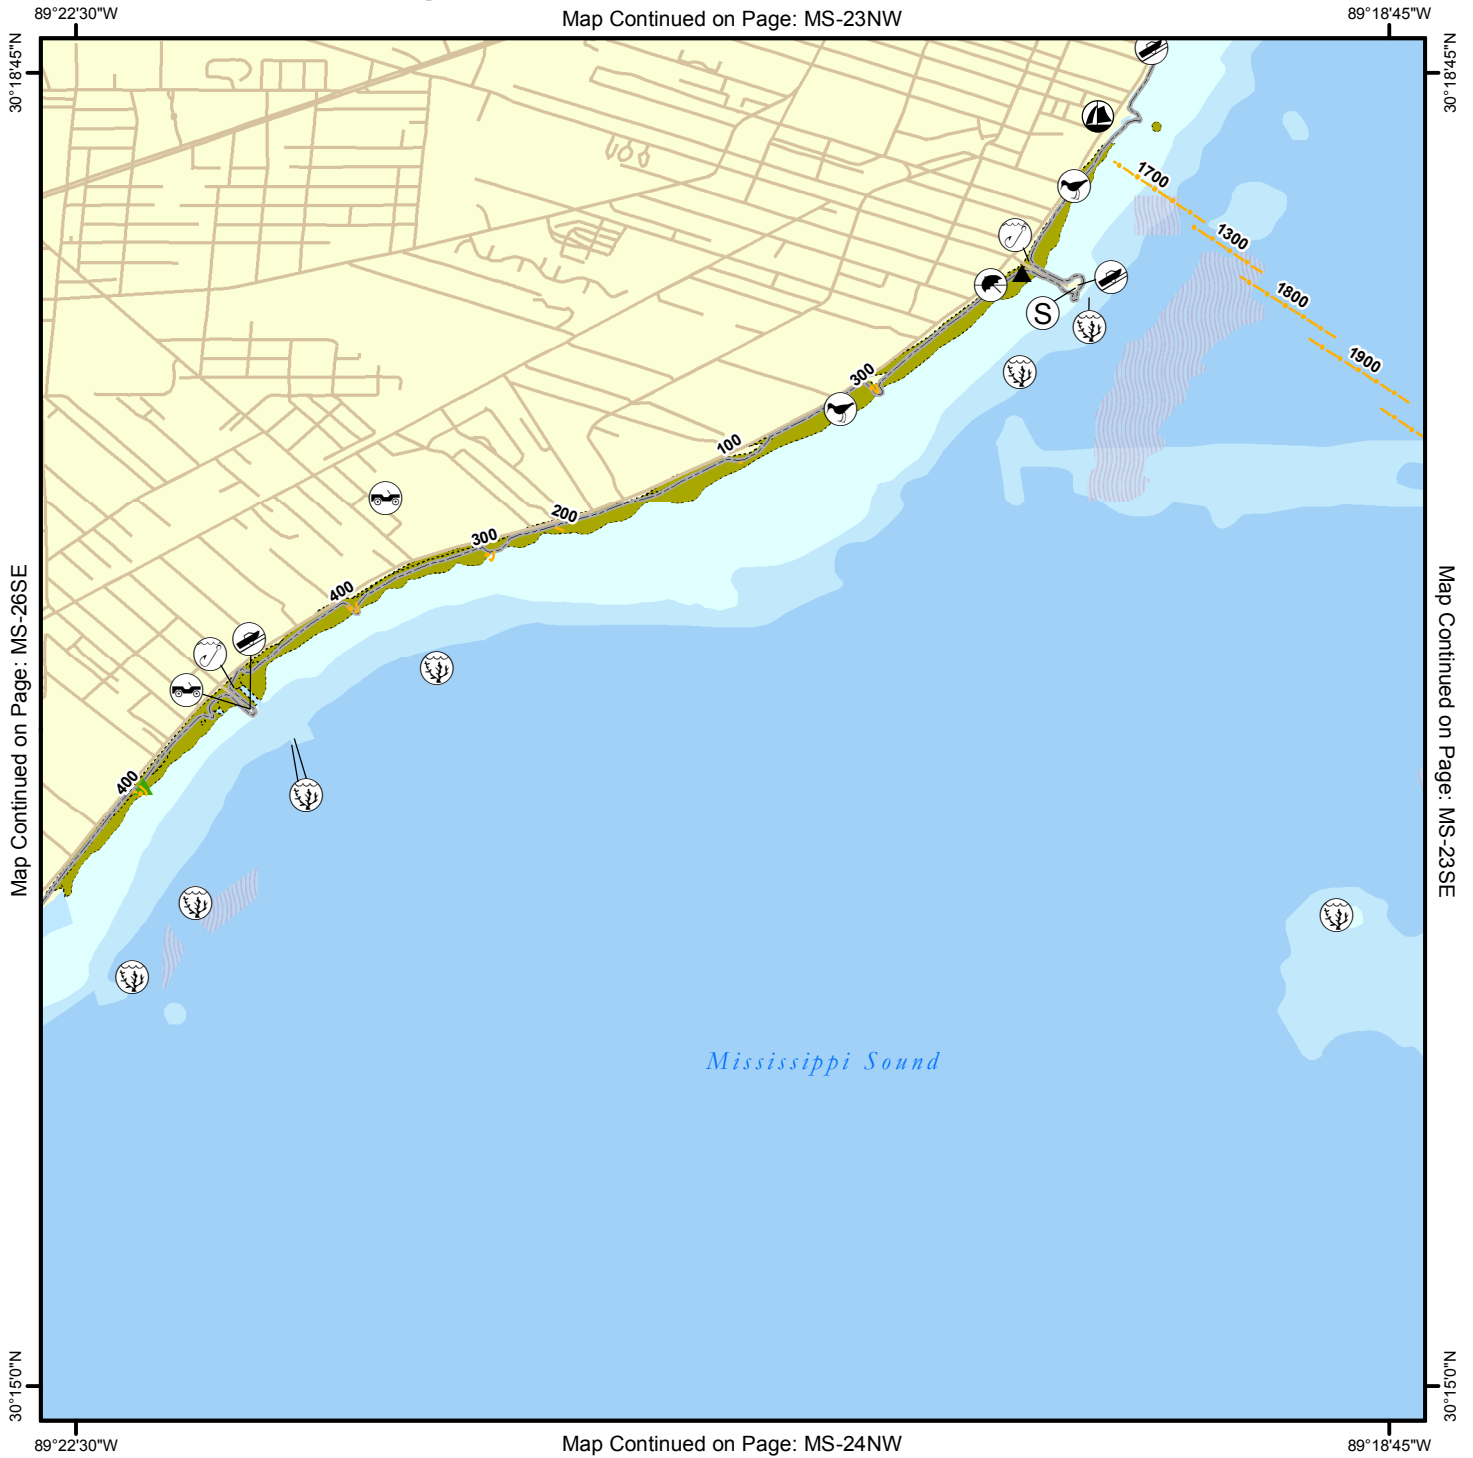 89°22'30"W
Map Continued on Page: MS-23NW
89°18'45"W
30°18'45"N
30°18'45"N
1700
1300
1800
1900
S
300
100
200
300
400
400
Map Continued on Page: MS-26SE
Map Continued on Page: MS-23SE
Mississippi Sound
30°15'0"N
30°15'0"N
89°22'30"W
Map Continued on Page: MS-24NW
89°18'45"W